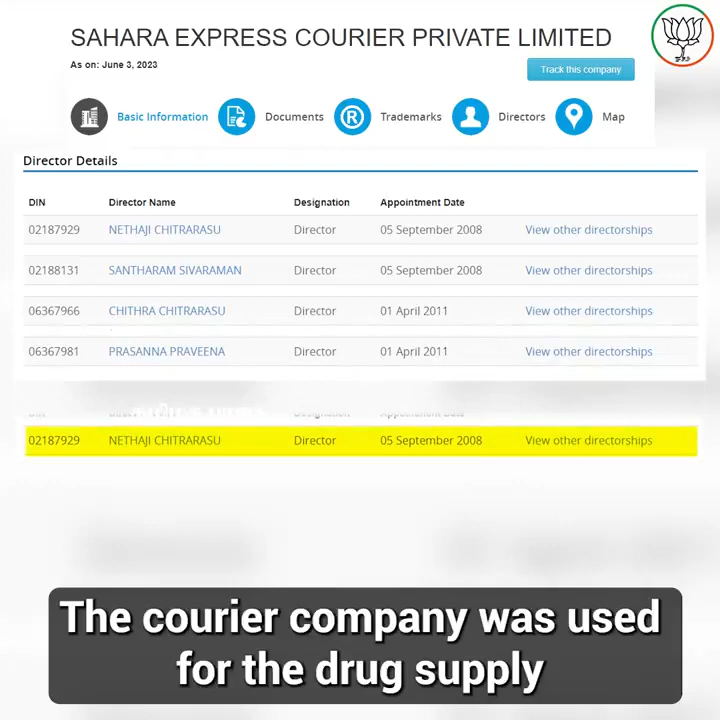 SAHARA EXPRESS COURIER PRIVATE LIMITED
As on: June 3, 2023
Track this company
Basic Information Documents Trademarks Directors Map
Director Details
DIN Director Name Designation Appointment Date
02187929 NETHAJI CHITRARASU Director 05 September 2008 View other directorships
02188131 SANTHARAM SIVARAMAN Director 05 September 2008 View other directorships
06367966 CHITHRA CHITRARASU Director 01 April 2011 View other directorships
06367981 PRASANNA PRAVEENA Director 01 April 2011 View other directorships
02187929 NETHAJI CHITRARASU Director 05 September 2008 View other directorships
The courier company was used
for the drug supply